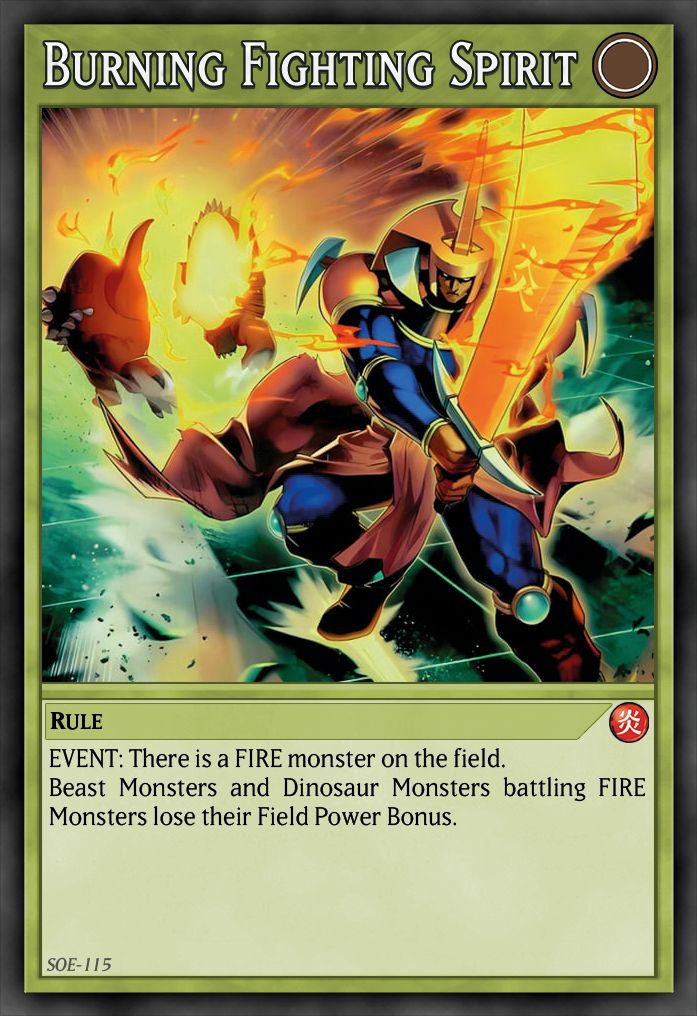 BURNING FIGHTING SPIRIT
RULE
炎
EVENT: There is a FIRE monster on the field.
Beast Monsters and Dinosaur Monsters battling FIRE
Monsters lose their Field Power Bonus.
SOE-115